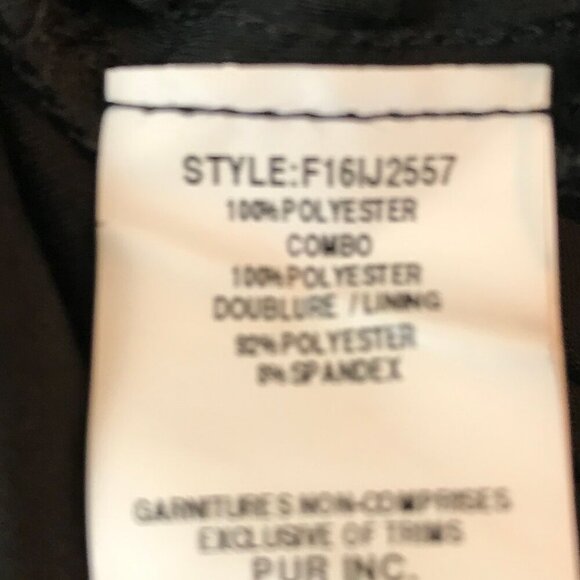 STYLE:F16IJ2557
100%POLYESTER
COMBO
100%POLYESTER
DOUBLURE / LINING
92%POLYESTER
8%SPANDEX
GARNITURES NON-COMPRISES
EXCLUSIVE OF TRIMS
PUR INC.